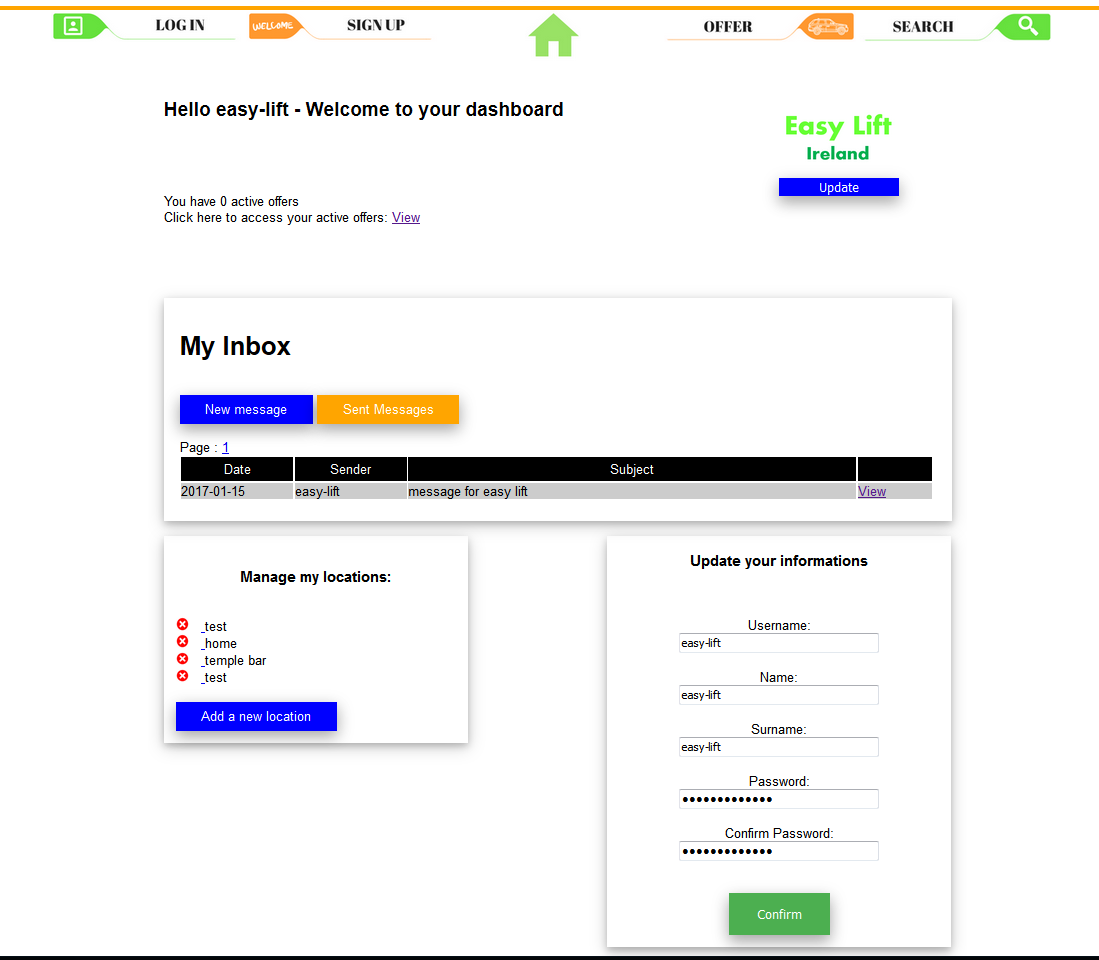 LOG IN
WELCOME
SIGN UP
OFFER
SEARCH
Hello easy-lift - Welcome to your dashboard
Easy Lift
Ireland
Update
You have 0 active offers
Click here to access your active offers: View
My Inbox
New message Sent Messages
Page : 1
Date Sender Subject
2017-01-15 easy-lift message for easy lift View
Manage my locations:
_test
_home
_temple bar
_test
Add a new location
Update your informations
Username:
easy-lift
Name:
easy-lift
Surname:
easy-lift
Password:
•••••••••••••
Confirm Password:
•••••••••••••
Confirm